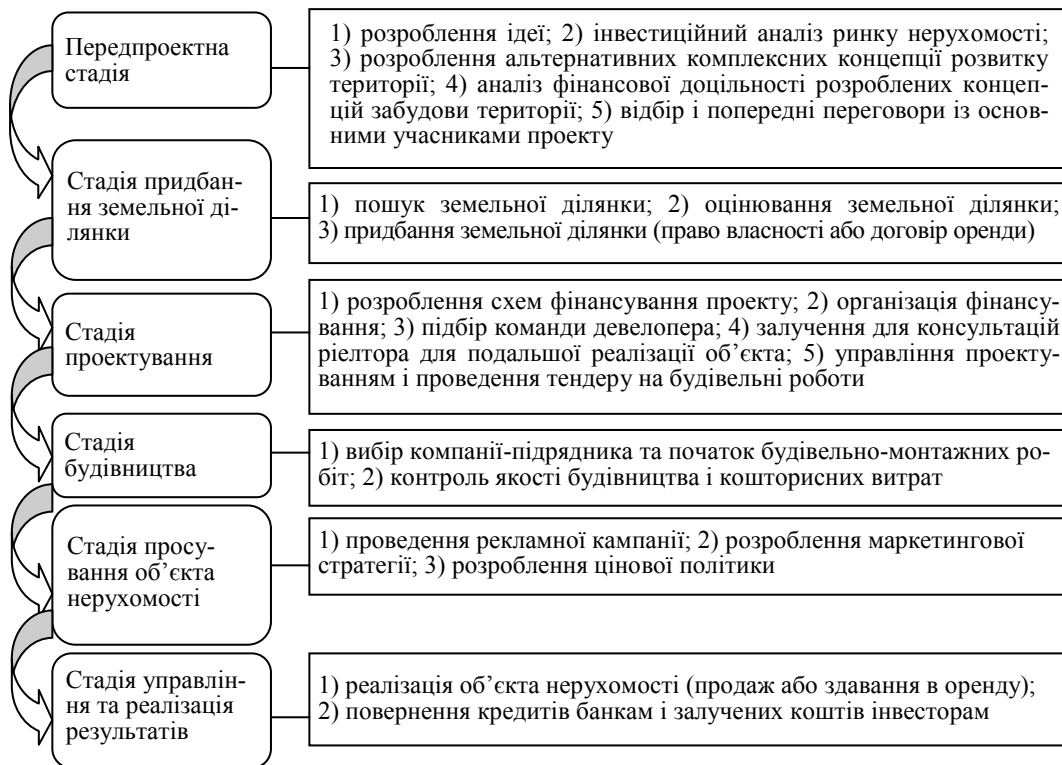 Передпроектна
стадія
1) розроблення ідеї; 2) інвестиційний аналіз ринку нерухомості;
3) розроблення альтернативних комплексних концепції розвитку
території; 4) аналіз фінансової доцільності розроблених концеп-
цій забудови території; 5) відбір і попередні переговори із основ-
ними учасниками проекту
Стадія придбан-
ня земельної ді-
лянки
1) пошук земельної ділянки; 2) оцінювання земельної ділянки;
3) придбання земельної ділянки (право власності або договір оренди)
Стадія
проектування
1) розроблення схем фінансування проекту; 2) організація фінансу-
вання; 3) підбір команди девелопера; 4) залучення для консультацій
ріелтора для подальшої реалізації об’єкта; 5) управління проекту-
ванням і проведення тендеру на будівельні роботи
Стадія
будівництва
1) вибір компанії-підрядника та початок будівельно-монтажних ро-
біт; 2) контроль якості будівництва і кошторисних витрат
Стадія просу-
вання об’єкта
нерухомості
1) проведення рекламної кампанії; 2) розроблення маркетингової
стратегії; 3) розроблення цінової політики
Стадія управлін-
ня та реалізація
результатів
1) реалізація об’єкта нерухомості (продаж або здавання в оренду);
2) повернення кредитів банкам і залучених коштів інвесторам